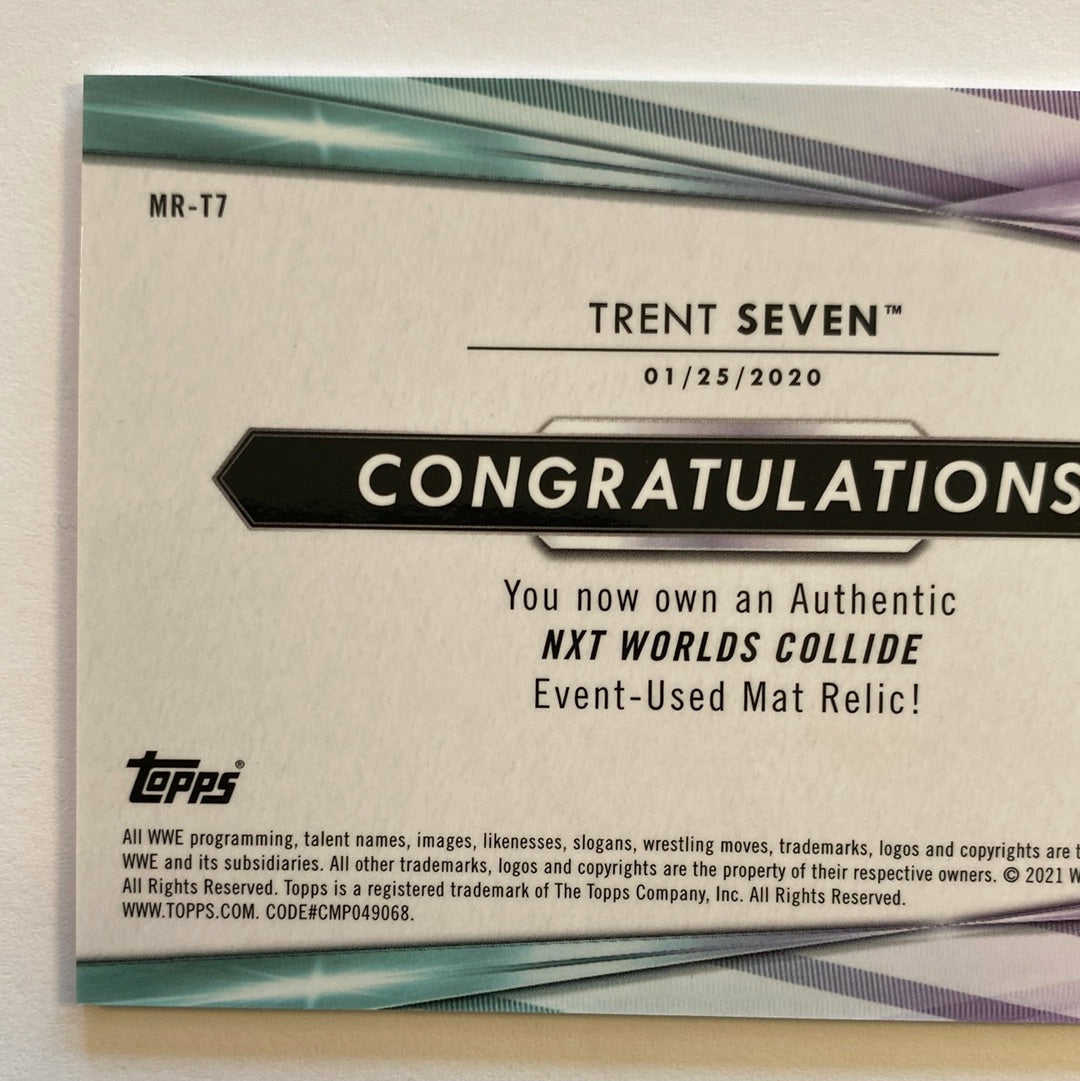 MR-T7
TRENT SEVEN™
01/25/2020
CONGRATULATIONS
You now own an Authentic
NXT WORLDS COLLIDE
Event-Used Mat Relic!
Topps®
All WWE programming, talent names, images, likenesses, slogans, wrestling moves, trademarks, logos and copyrights are
WWE and its subsidiaries. All other trademarks, logos and copyrights are the property of their respective owners. © 2021
All Rights Reserved. Topps is a registered trademark of The Topps Company, Inc. All Rights Reserved.
WWW.TOPPS.COM. CODE#CMP049068.